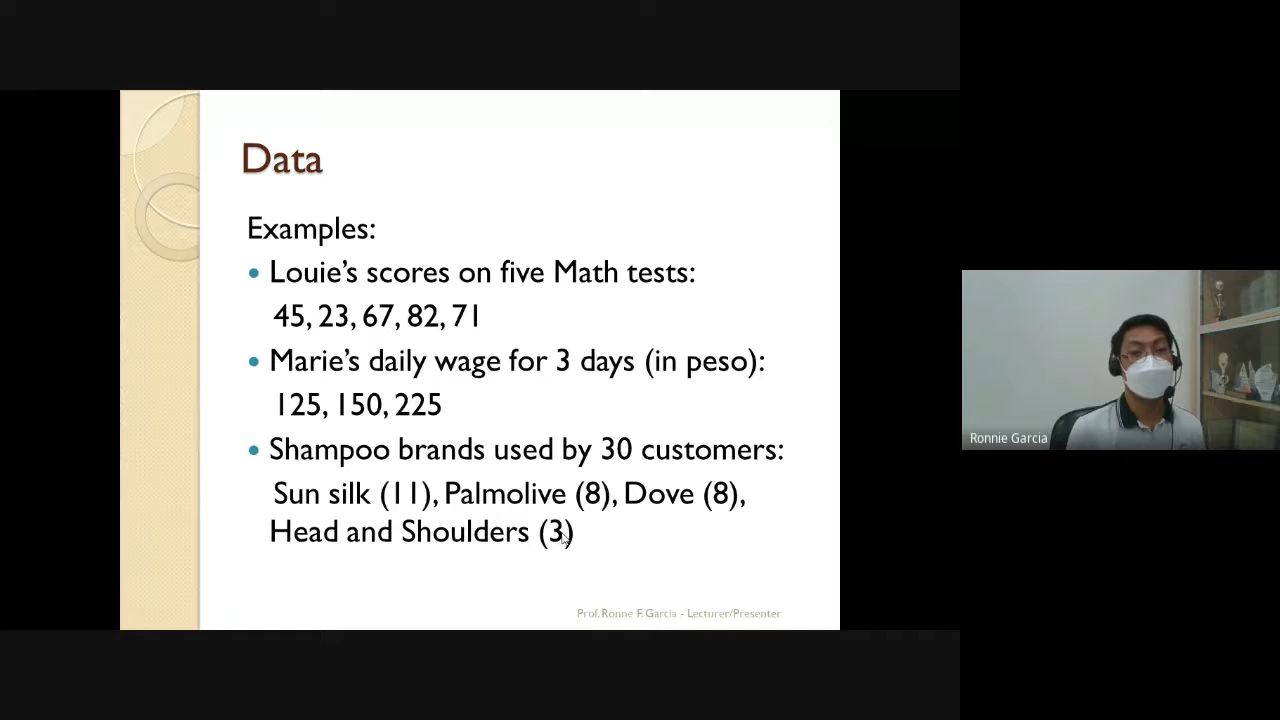 Data
Examples:
• Louie's scores on five Math tests:
45, 23, 67, 82, 71
• Marie's daily wage for 3 days (in peso):
125, 150, 225
• Shampoo brands used by 30 customers:
Sun silk (11), Palmolive (8), Dove (8),
Head and Shoulders (3)
Prof. Ronne F. Garcia - Lecturer/Presenter
Ronnie Garcia